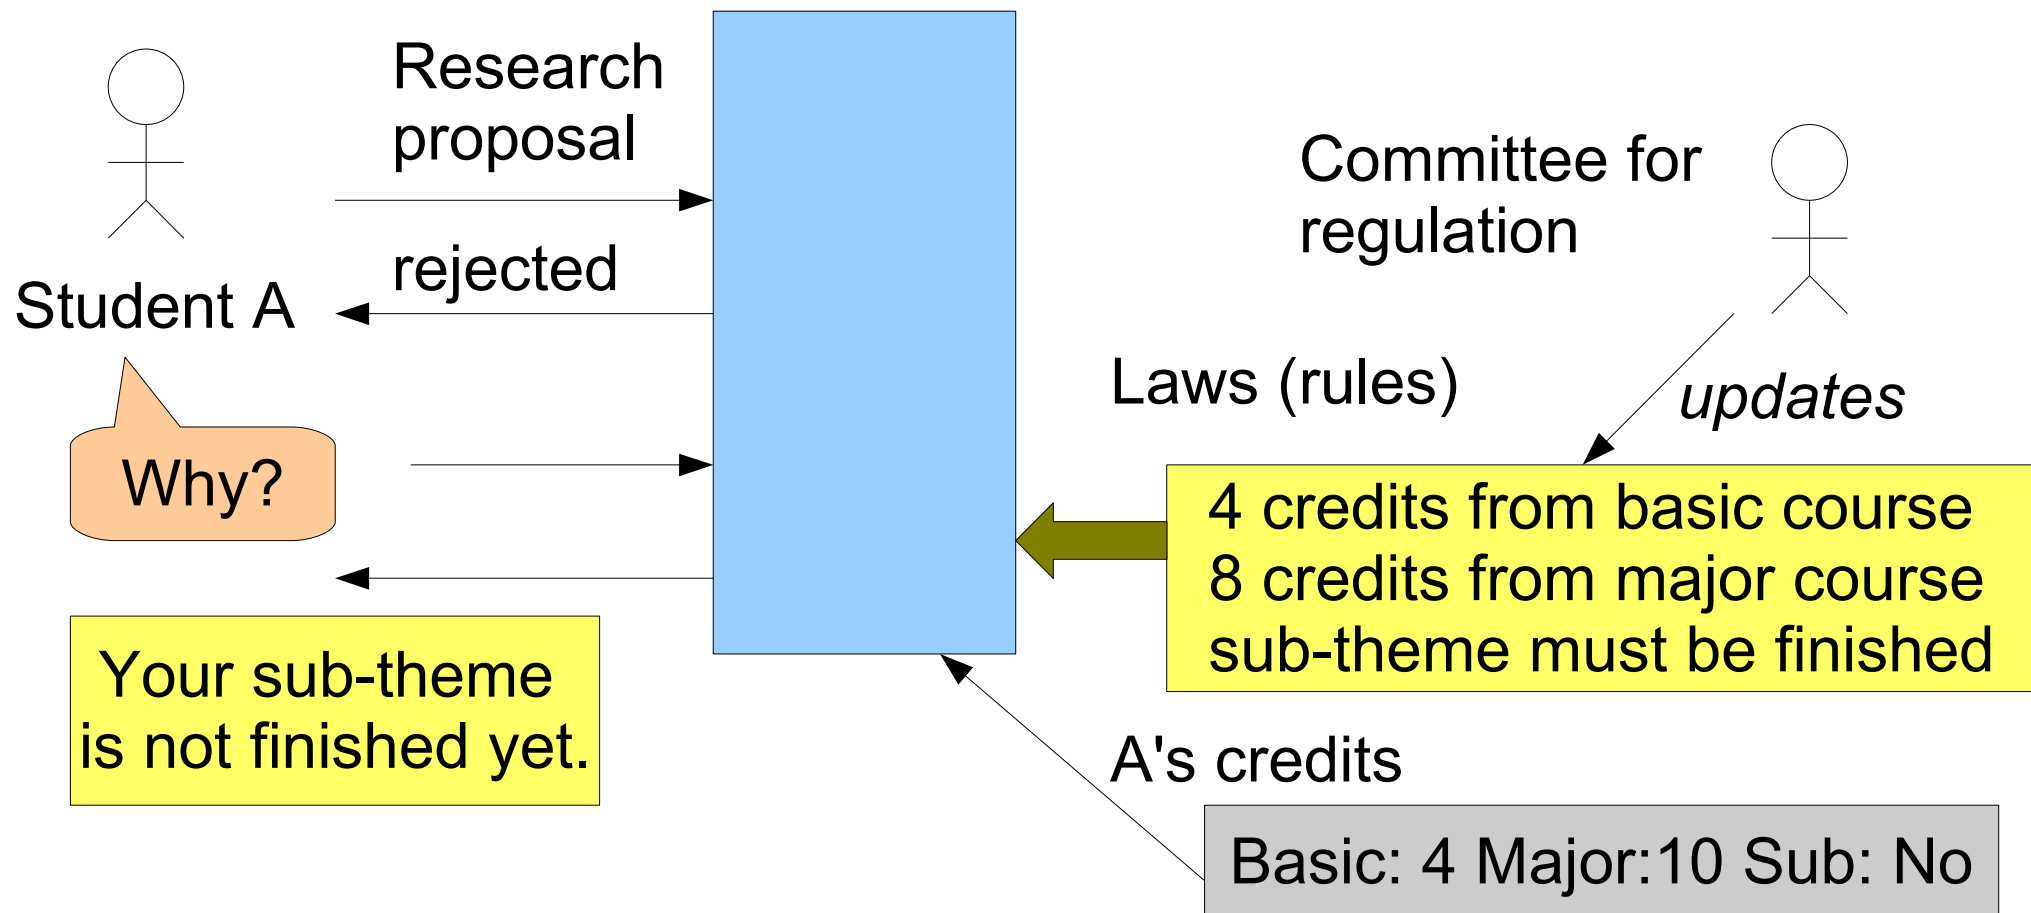 Research
proposal
rejected
Student A
Why?
Your sub-theme
is not finished yet.
Committee for
regulation
Laws (rules)
updates
4 credits from basic course
8 credits from major course
sub-theme must be finished
A's credits
Basic: 4 Major:10 Sub: No